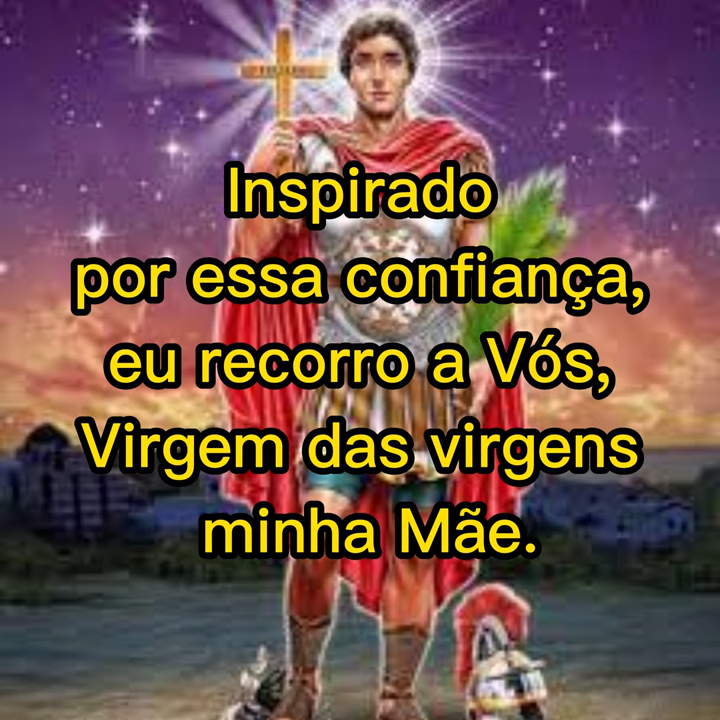 Inspirado
por essa confiança,
eu recorro a Vós,
Virgem das virgens
minha Mãe.